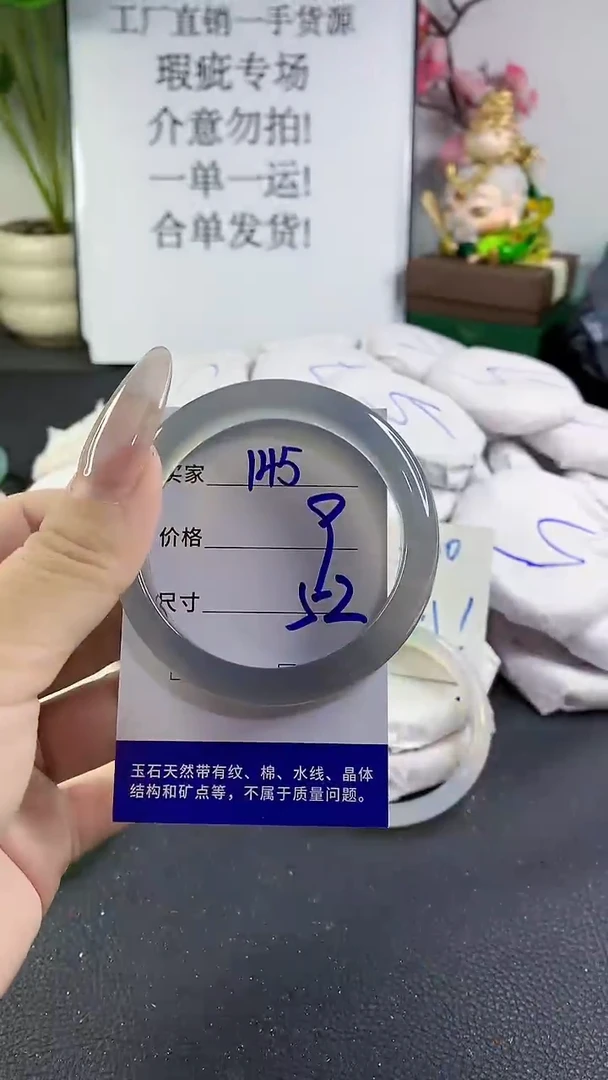 工厂直销一手货源
瑕疵专场
介意勿拍!
一单一运!
合单发货!
买家 145
价格
尺寸 52
玉石天然带有纹、棉、水线、晶体
结构和矿点等，不属于质量问题。